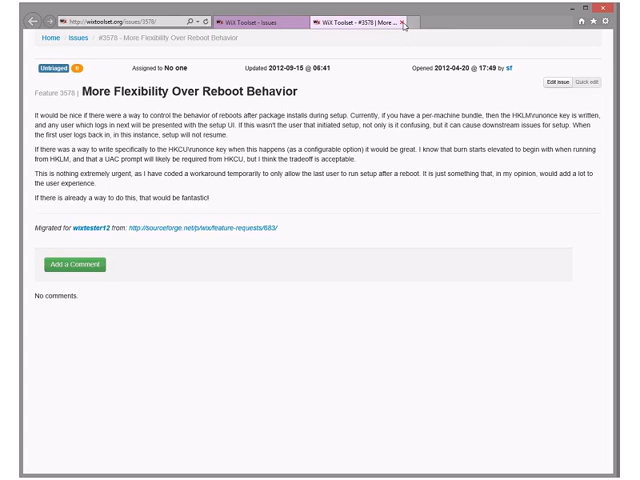 http://wixtoolset.org/issues/3578/
WiX Toolset - Issues
WiX Toolset - #3578 | More ...
Home / Issues / #3578 - More Flexibility Over Reboot Behavior
Untriaged 0 Assigned to No one Updated 2012-09-15 @ 06:41 Opened 2012-04-20 @ 17:49 by sf
Edit issue Quick edit
Feature 3578 | More Flexibility Over Reboot Behavior
It would be nice if there were a way to control the behavior of reboots after package installs during setup. Currently, if you have a per-machine bundle, then the HKLM\runonce key is written,
and any user which logs in next will be presented with the setup UI. If this wasn't the user that initiated setup, not only is it confusing, but it can cause downstream issues for setup. When
the first user logs back in, in this instance, setup will not resume.
If there was a way to write specifically to the HKCU\runonce key when this happens (as a configurable option) it would be great. I know that burn starts elevated to begin with when running
from HKLM, and that a UAC prompt will likely be required from HKCU, but I think the tradeoff is acceptable.
This is nothing extremely urgent, as I have coded a workaround temporarily to only allow the last user to run setup after a reboot. It is just something that, in my opinion, would add a lot to
the user experience.
If there is already a way to do this, that would be fantastic!
Migrated for wixtester12 from: http://sourceforge.net/p/wix/feature-requests/683/
Add a Comment
No comments.